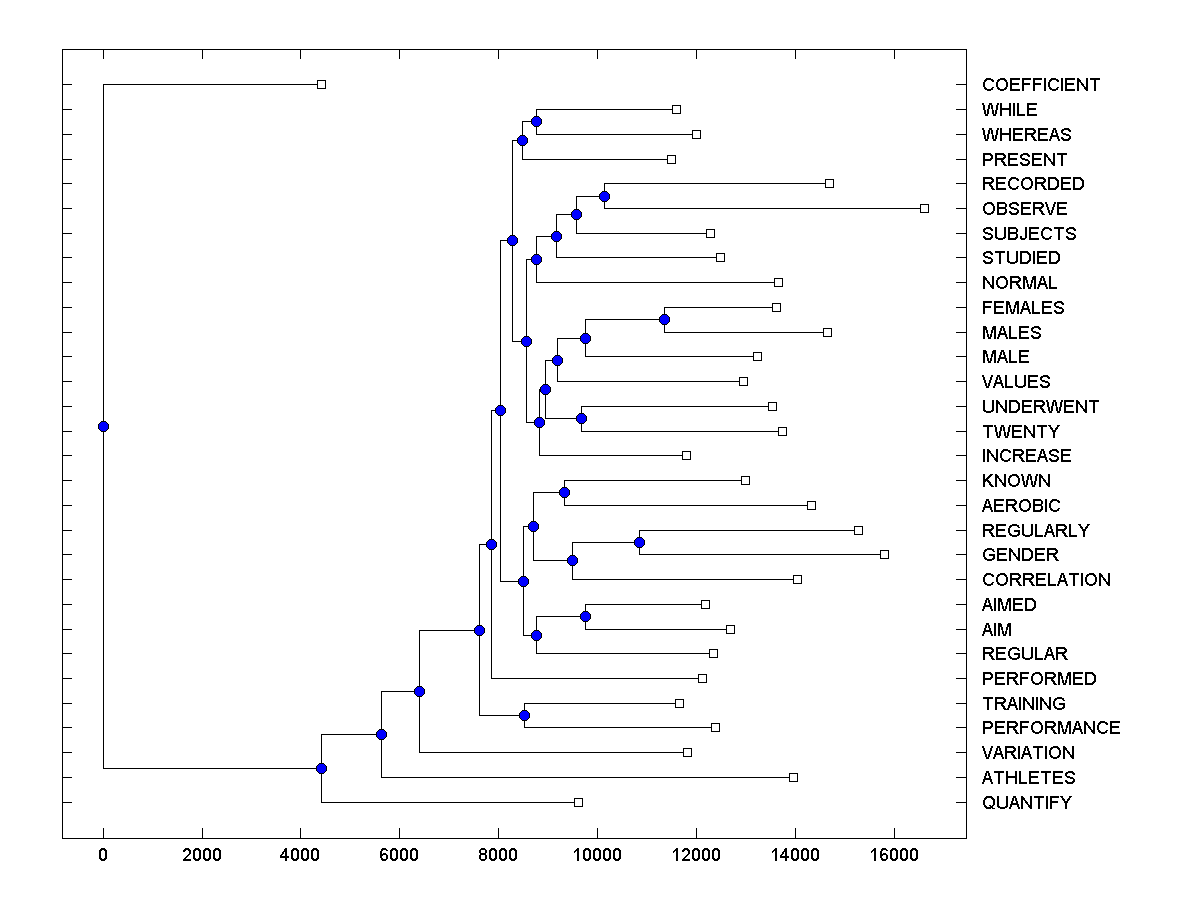 COEFFICIENT
WHILE
WHEREAS
PRESENT
RECORDED
OBSERVE
SUBJECTS
STUDIED
NORMAL
FEMALES
MALES
MALE
VALUES
UNDERWENT
TWENTY
INCREASE
KNOWN
AEROBIC
REGULARLY
GENDER
CORRELATION
AIMED
AIM
REGULAR
PERFORMED
TRAINING
PERFORMANCE
VARIATION
ATHLETES
QUANTIFY
0 2000 4000 6000 8000 10000 12000 14000 16000